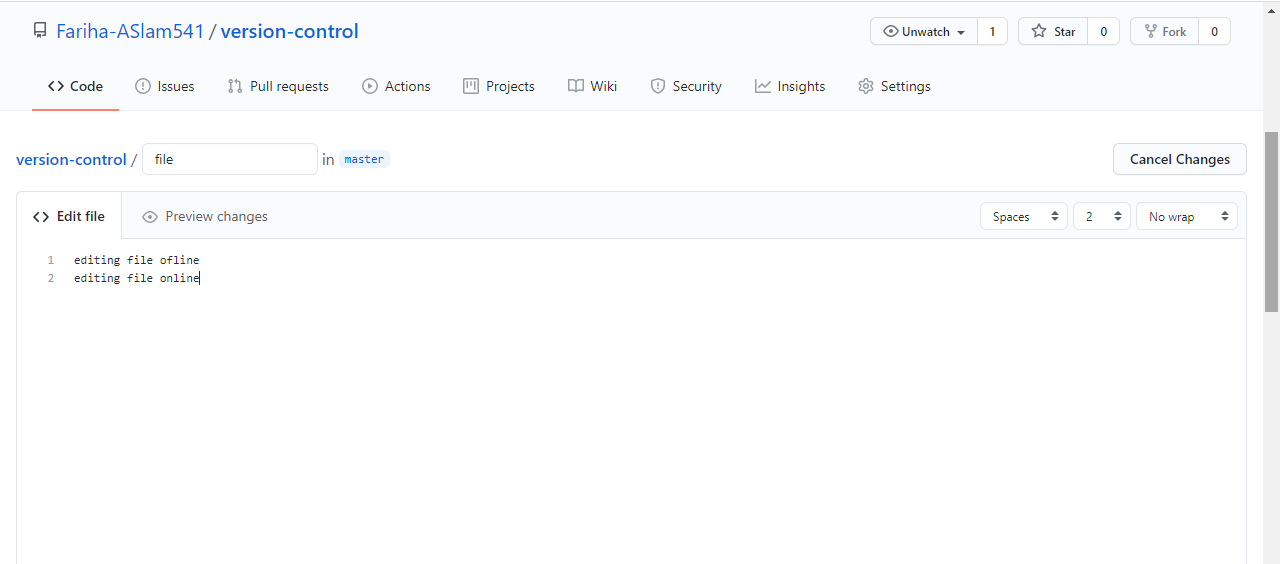 Fariha-ASlam541 / version-control Unwatch 1 Star 0 Fork 0
Code Issues Pull requests Actions Projects Wiki Security Insights Settings
version-control / file in master Cancel Changes
Edit file Preview changes Spaces 2 No wrap
1 editing file ofline
2 editing file online